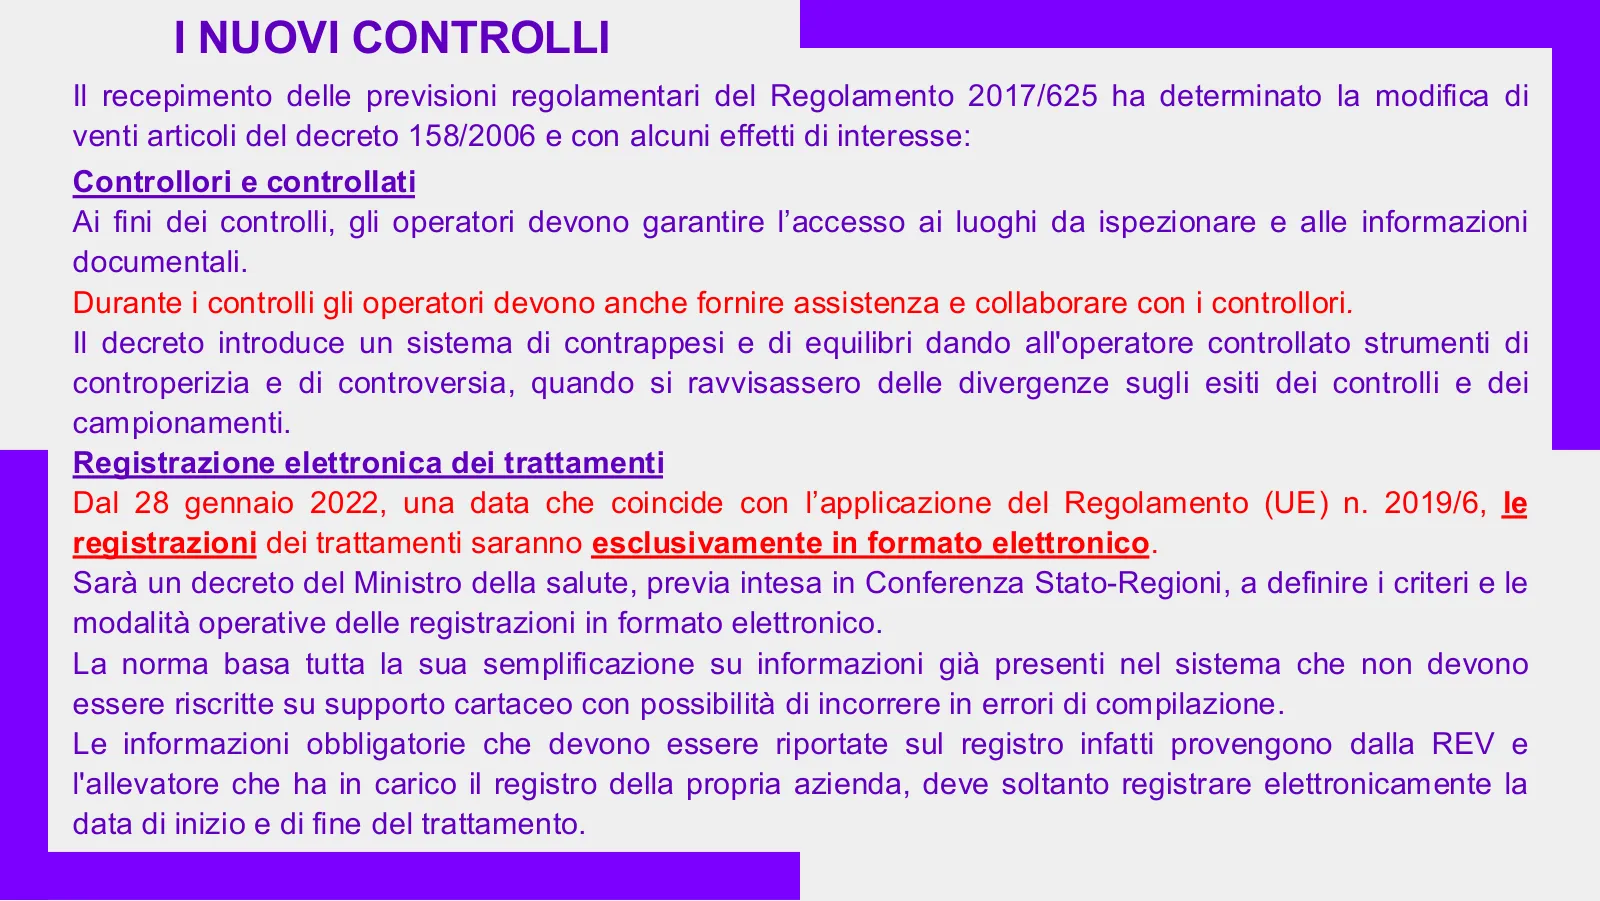 I NUOVI CONTROLLI
Il recepimento delle previsioni regolamentari del Regolamento 2017/625 ha determinato la modifica di
venti articoli del decreto 158/2006 e con alcuni effetti di interesse:
Controllori e controllati
Ai fini dei controlli, gli operatori devono garantire l’accesso ai luoghi da ispezionare e alle informazioni
documentali.
Durante i controlli gli operatori devono anche fornire assistenza e collaborare con i controllori.
Il decreto introduce un sistema di contrappesi e di equilibri dando all'operatore controllato strumenti di
controperizia e di controversia, quando si ravvisassero delle divergenze sugli esiti dei controlli e dei
campionamenti.
Registrazione elettronica dei trattamenti
Dal 28 gennaio 2022, una data che coincide con l’applicazione del Regolamento (UE) n. 2019/6, le
registrazioni dei trattamenti saranno esclusivamente in formato elettronico.
Sarà un decreto del Ministro della salute, previa intesa in Conferenza Stato-Regioni, a definire i criteri e le
modalità operative delle registrazioni in formato elettronico.
La norma basa tutta la sua semplificazione su informazioni già presenti nel sistema che non devono
essere riscritte su supporto cartaceo con possibilità di incorrere in errori di compilazione.
Le informazioni obbligatorie che devono essere riportate sul registro infatti provengono dalla REV e
l'allevatore che ha in carico il registro della propria azienda, deve soltanto registrare elettronicamente la
data di inizio e di fine del trattamento.